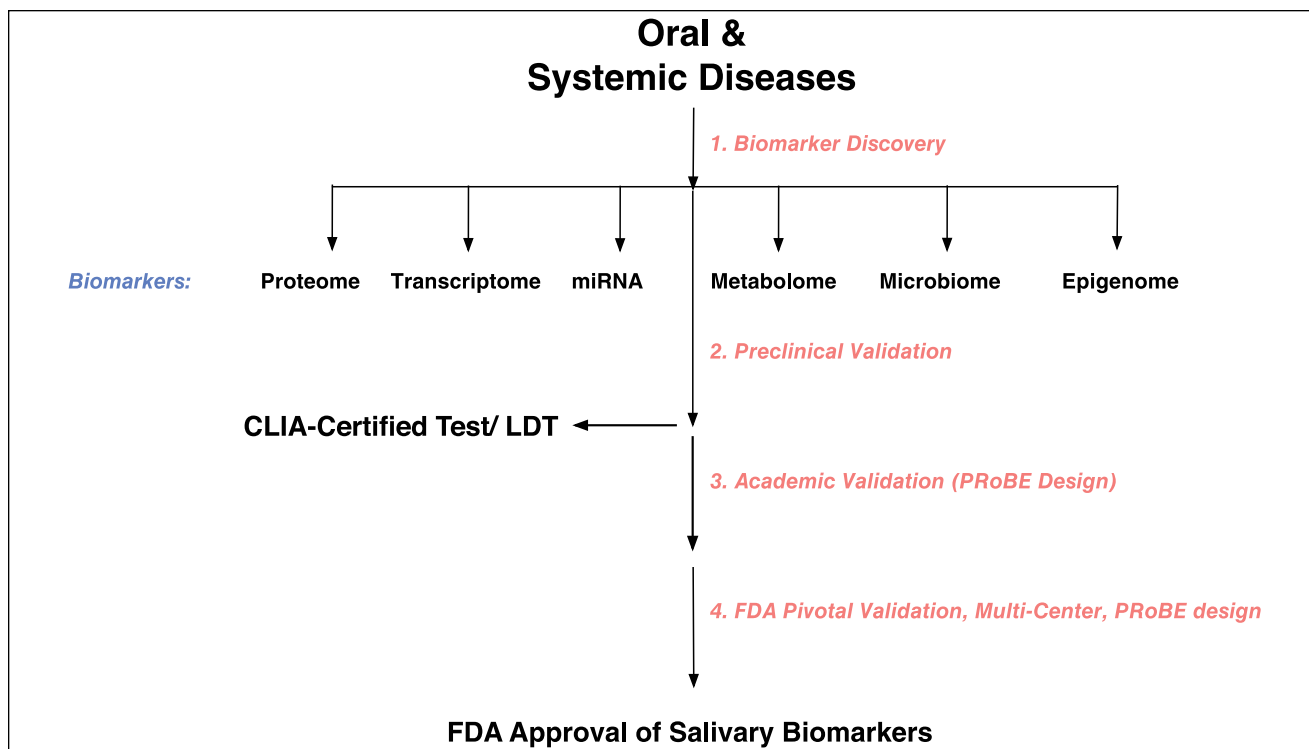 Oral &
Systemic Diseases
1. Biomarker Discovery
Biomarkers: Proteome Transcriptome miRNA Metabolome Microbiome Epigenome
2. Preclinical Validation
CLIA-Certified Test/ LDT
3. Academic Validation (PRoBE Design)
4. FDA Pivotal Validation, Multi-Center, PRoBE design
FDA Approval of Salivary Biomarkers